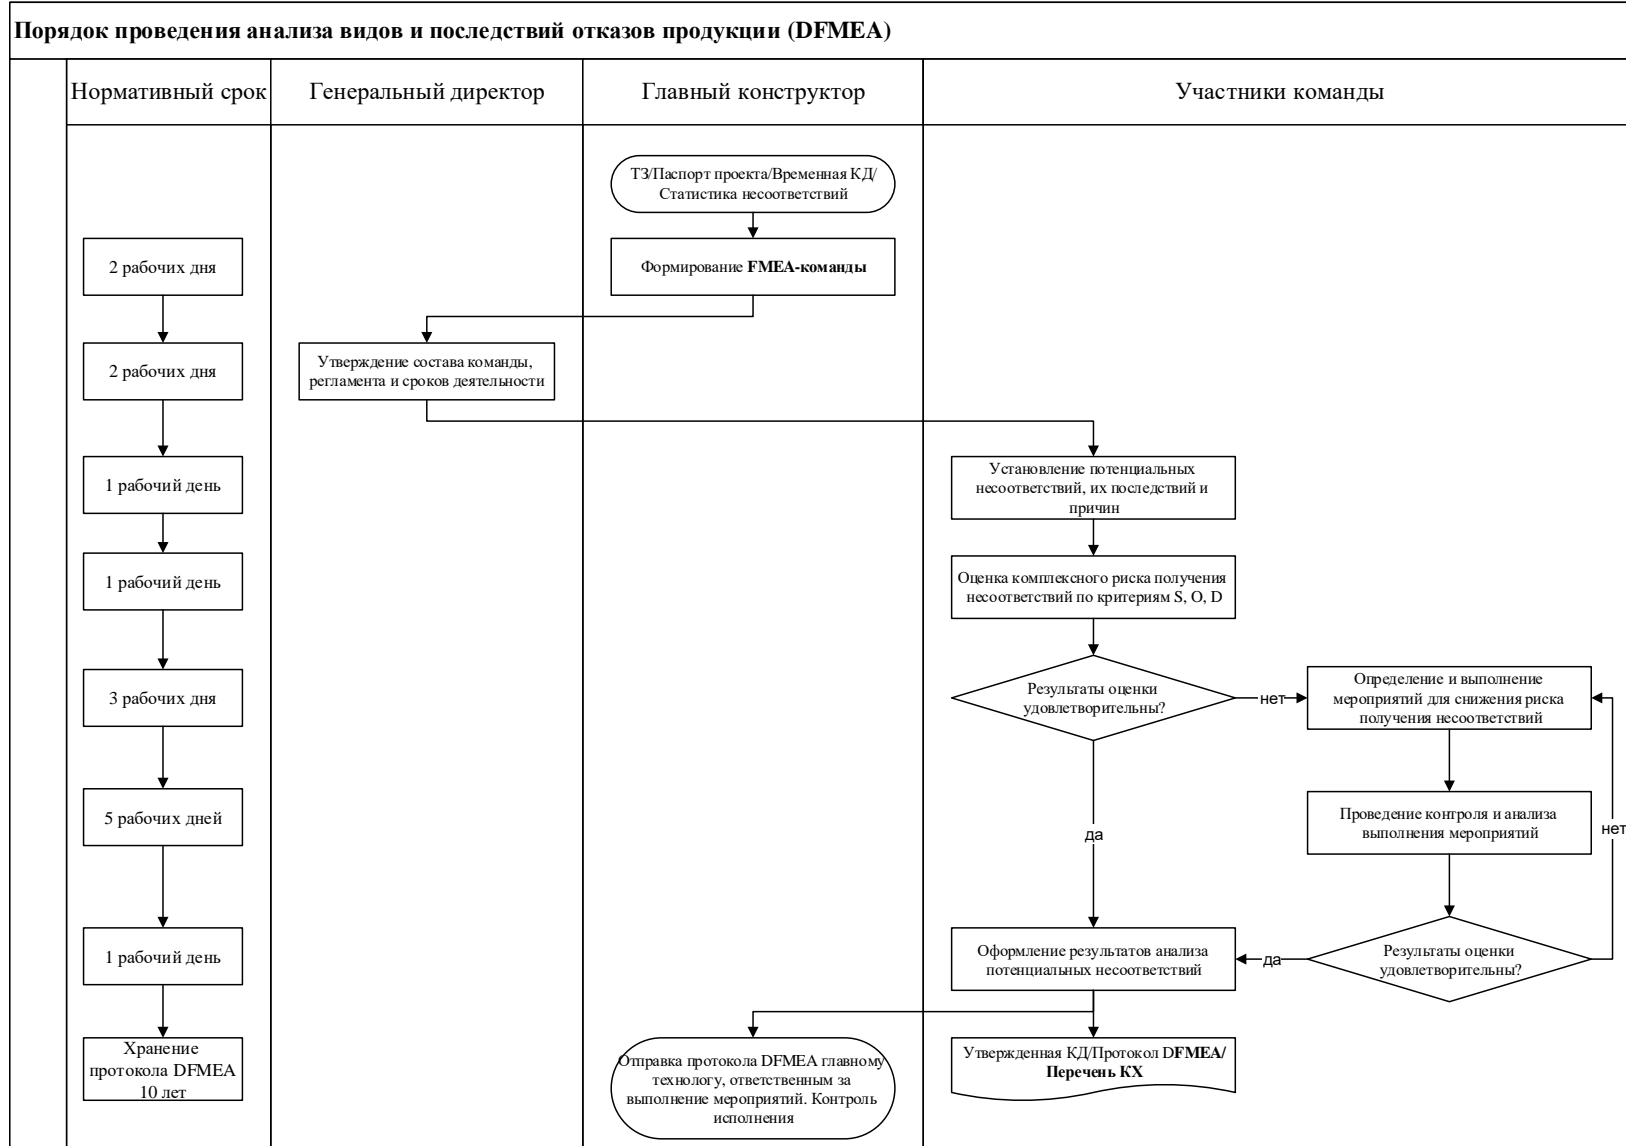 Порядок проведения анализа видов и последствий отказов продукции (DFMEA)
Нормативный срок
Генеральный директор
Главный конструктор
Участники команды
ТЗ/Паспорт проекта/Временная КД/
Статистика несоответствий
2 рабочих дня
Формирование FMEA-команды
2 рабочих дня
Утверждение состава команды,
регламента и сроков деятельности
1 рабочий день
Установление потенциальных
несоответствий, их последствий и
причин
1 рабочий день
Оценка комплексного риска получения
несоответствий по критериям S, O, D
3 рабочих дня
Результаты оценки
удовлетворительны?
нет
Определение и выполнение
мероприятий для снижения риска
получения несоответствий
5 рабочих дней
Проведение контроля и анализа
выполнения мероприятий
нет
да
1 рабочий день
Оформление результатов анализа
потенциальных несоответствий
да
Результаты оценки
удовлетворительны?
Хранение
протокола DFMEA
10 лет
Отправка протокола DFMEA главному
технологу, ответственным за
выполнение мероприятий. Контроль
исполнения
Утвержденная КД/Протокол DFMEA/
Перечень КХ